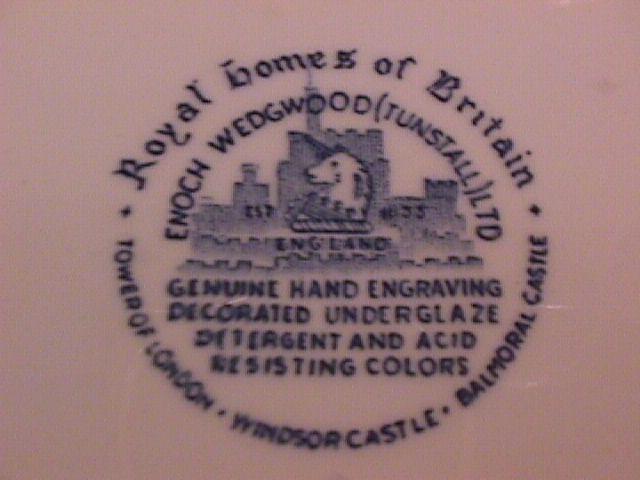 Royal homes of Britain
ENOCH WEDGWOOD (TUNSTALL) LTD
EST 1835
ENGLAND
GENUINE HAND ENGRAVING
DECORATED UNDERGLAZE
DETERGENT AND ACID
RESISTING COLORS
TOWER OF LONDON · WINDSOR CASTLE · BALMORAL CASTLE